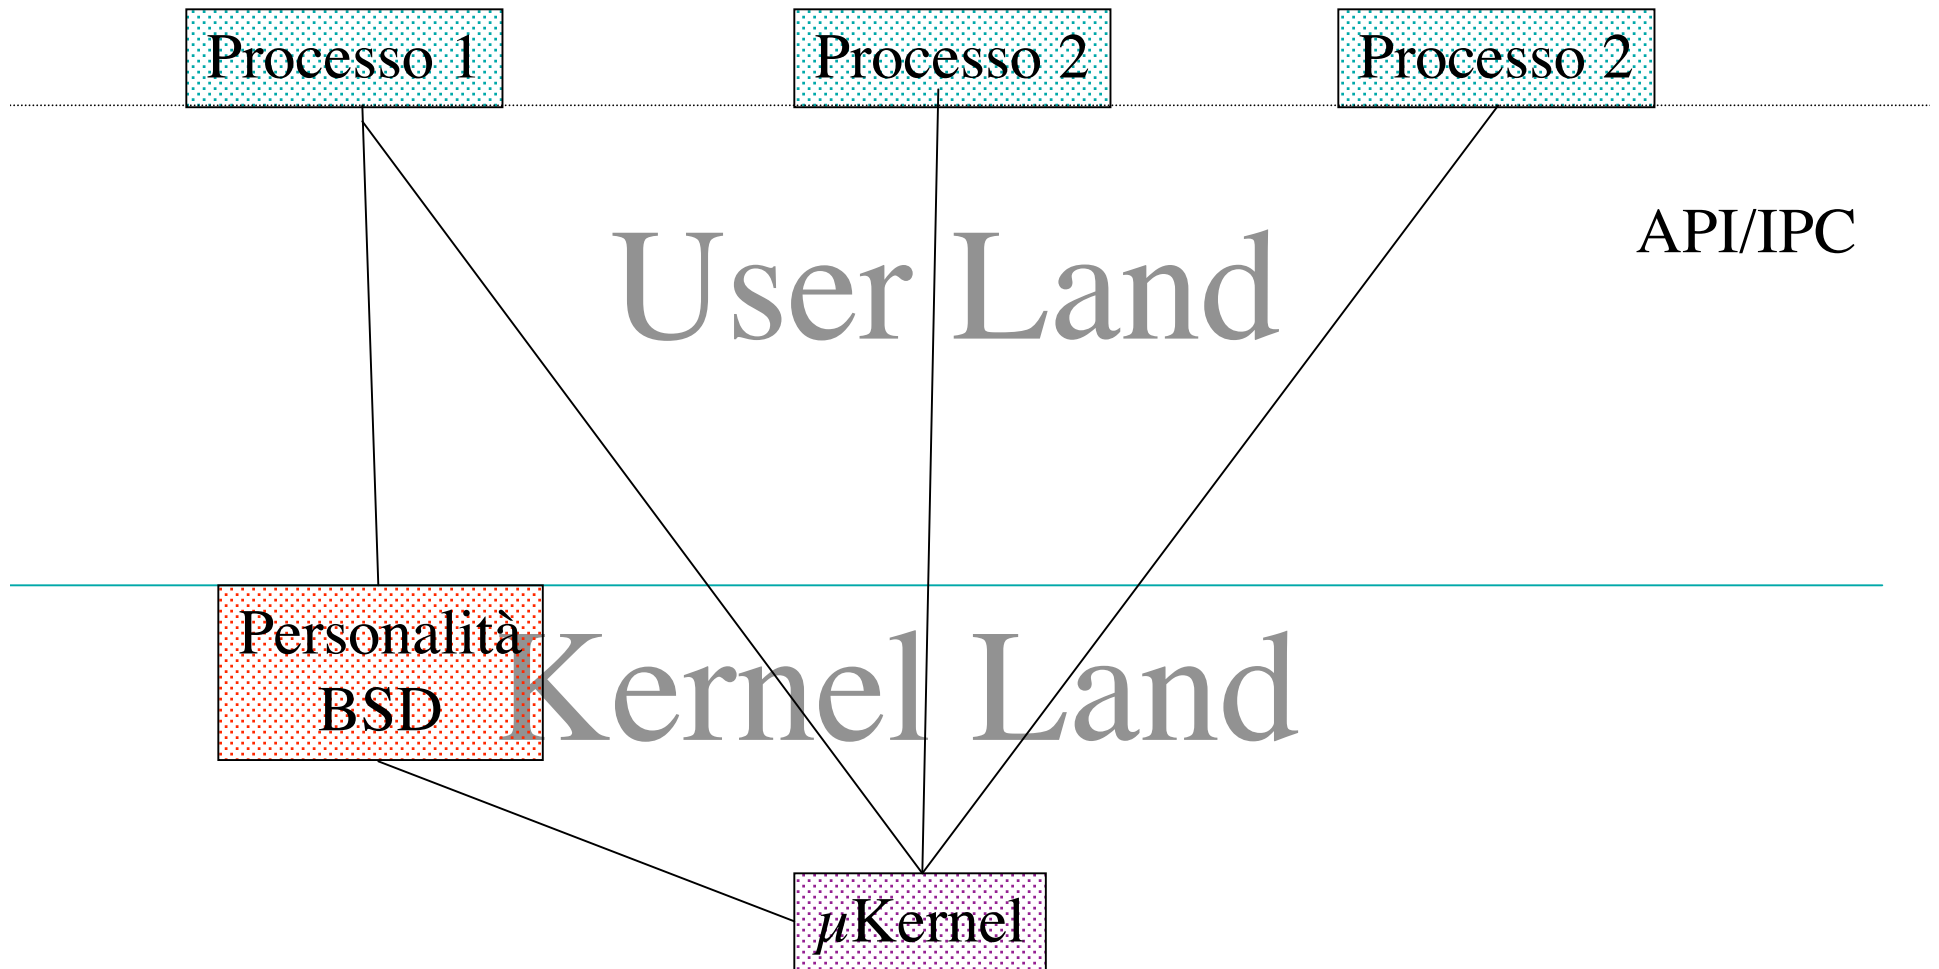 Processo 1
Processo 2
Processo 2
API/IPC
User Land
Personalità
BSD
Kernel Land
µKernel